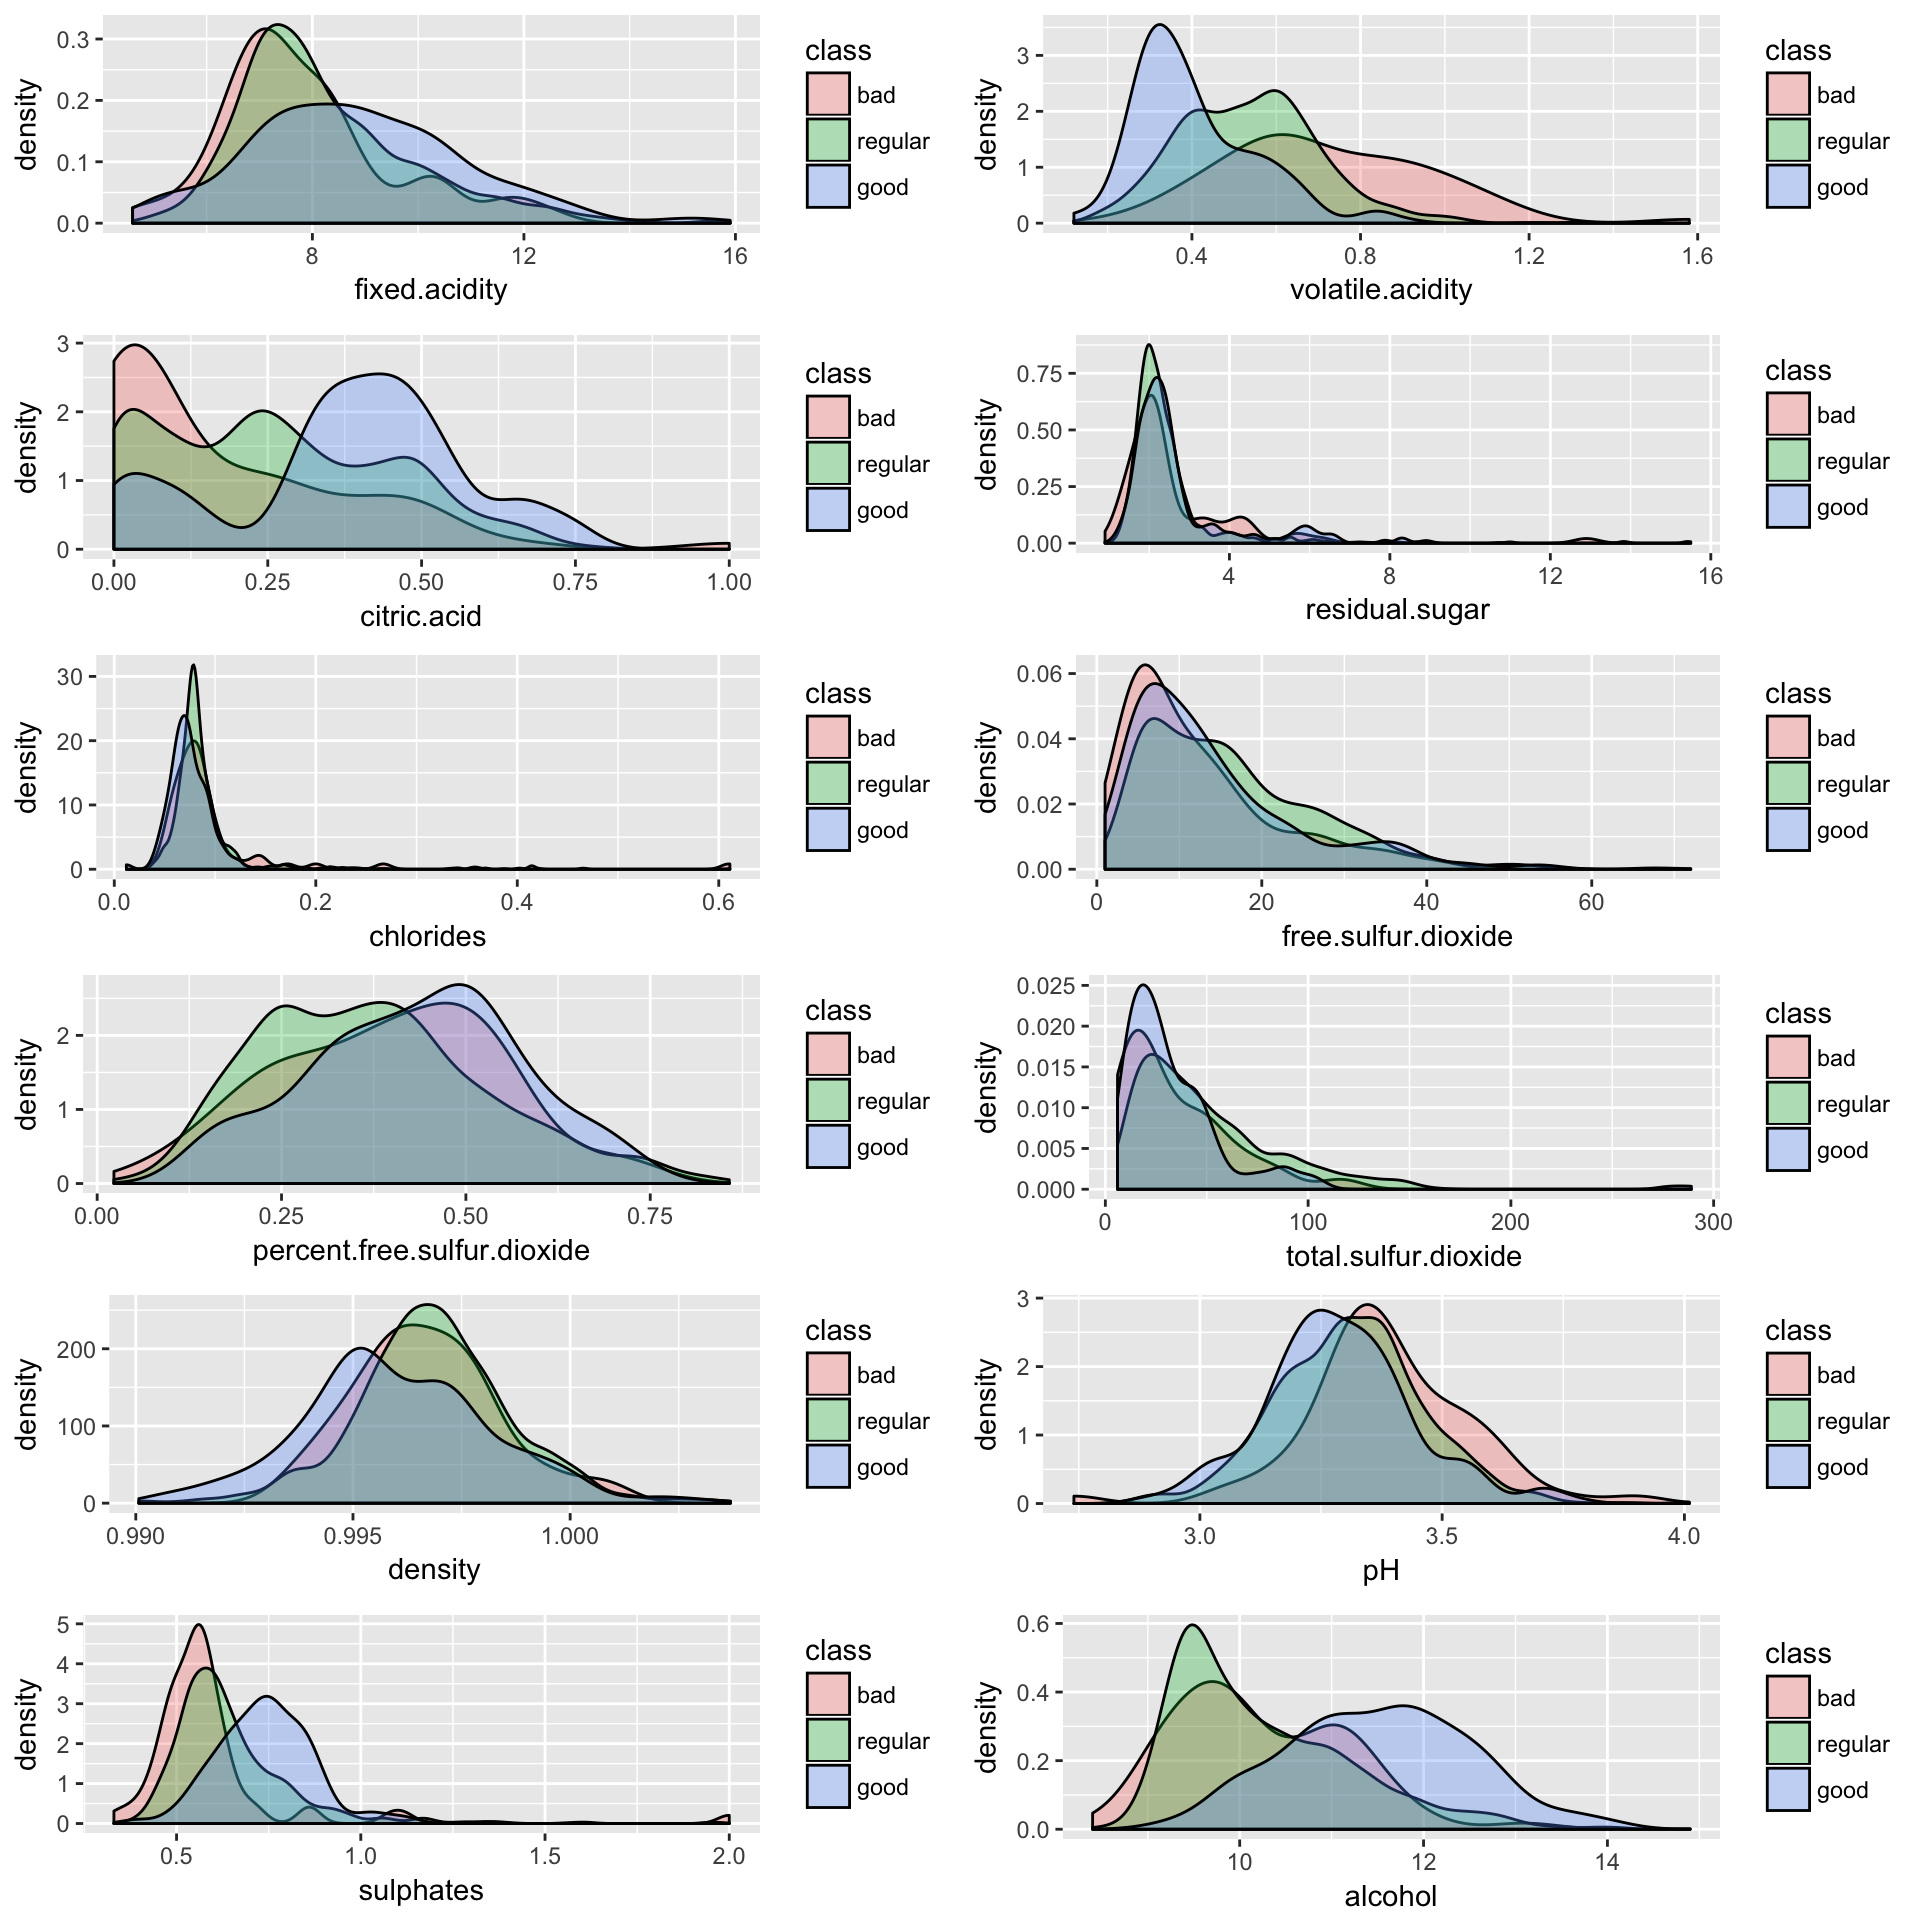 density
0.3
0.2
0.1
0.0
8 12 16
fixed.acidity
class
bad
regular
good
density
3
2
1
0
0.4 0.8 1.2 1.6
volatile.acidity
class
bad
regular
good
density
3
2
1
0
0.00 0.25 0.50 0.75 1.00
citric.acid
class
bad
regular
good
density
0.75
0.50
0.25
0.00
4 8 12 16
residual.sugar
class
bad
regular
good
density
30
20
10
0
0.0 0.2 0.4 0.6
chlorides
class
bad
regular
good
density
0.06
0.04
0.02
0.00
0 20 40 60
free.sulfur.dioxide
class
bad
regular
good
density
2
1
0
0.00 0.25 0.50 0.75
percent.free.sulfur.dioxide
class
bad
regular
good
density
0.025
0.020
0.015
0.010
0.005
0.000
0 100 200 300
total.sulfur.dioxide
class
bad
regular
good
density
200
100
0
0.990 0.995 1.000
density
class
bad
regular
good
density
3
2
1
0
3.0 3.5 4.0
pH
class
bad
regular
good
density
5
4
3
2
1
0
0.5 1.0 1.5 2.0
sulphates
class
bad
regular
good
density
0.6
0.4
0.2
0.0
10 12 14
alcohol
class
bad
regular
good